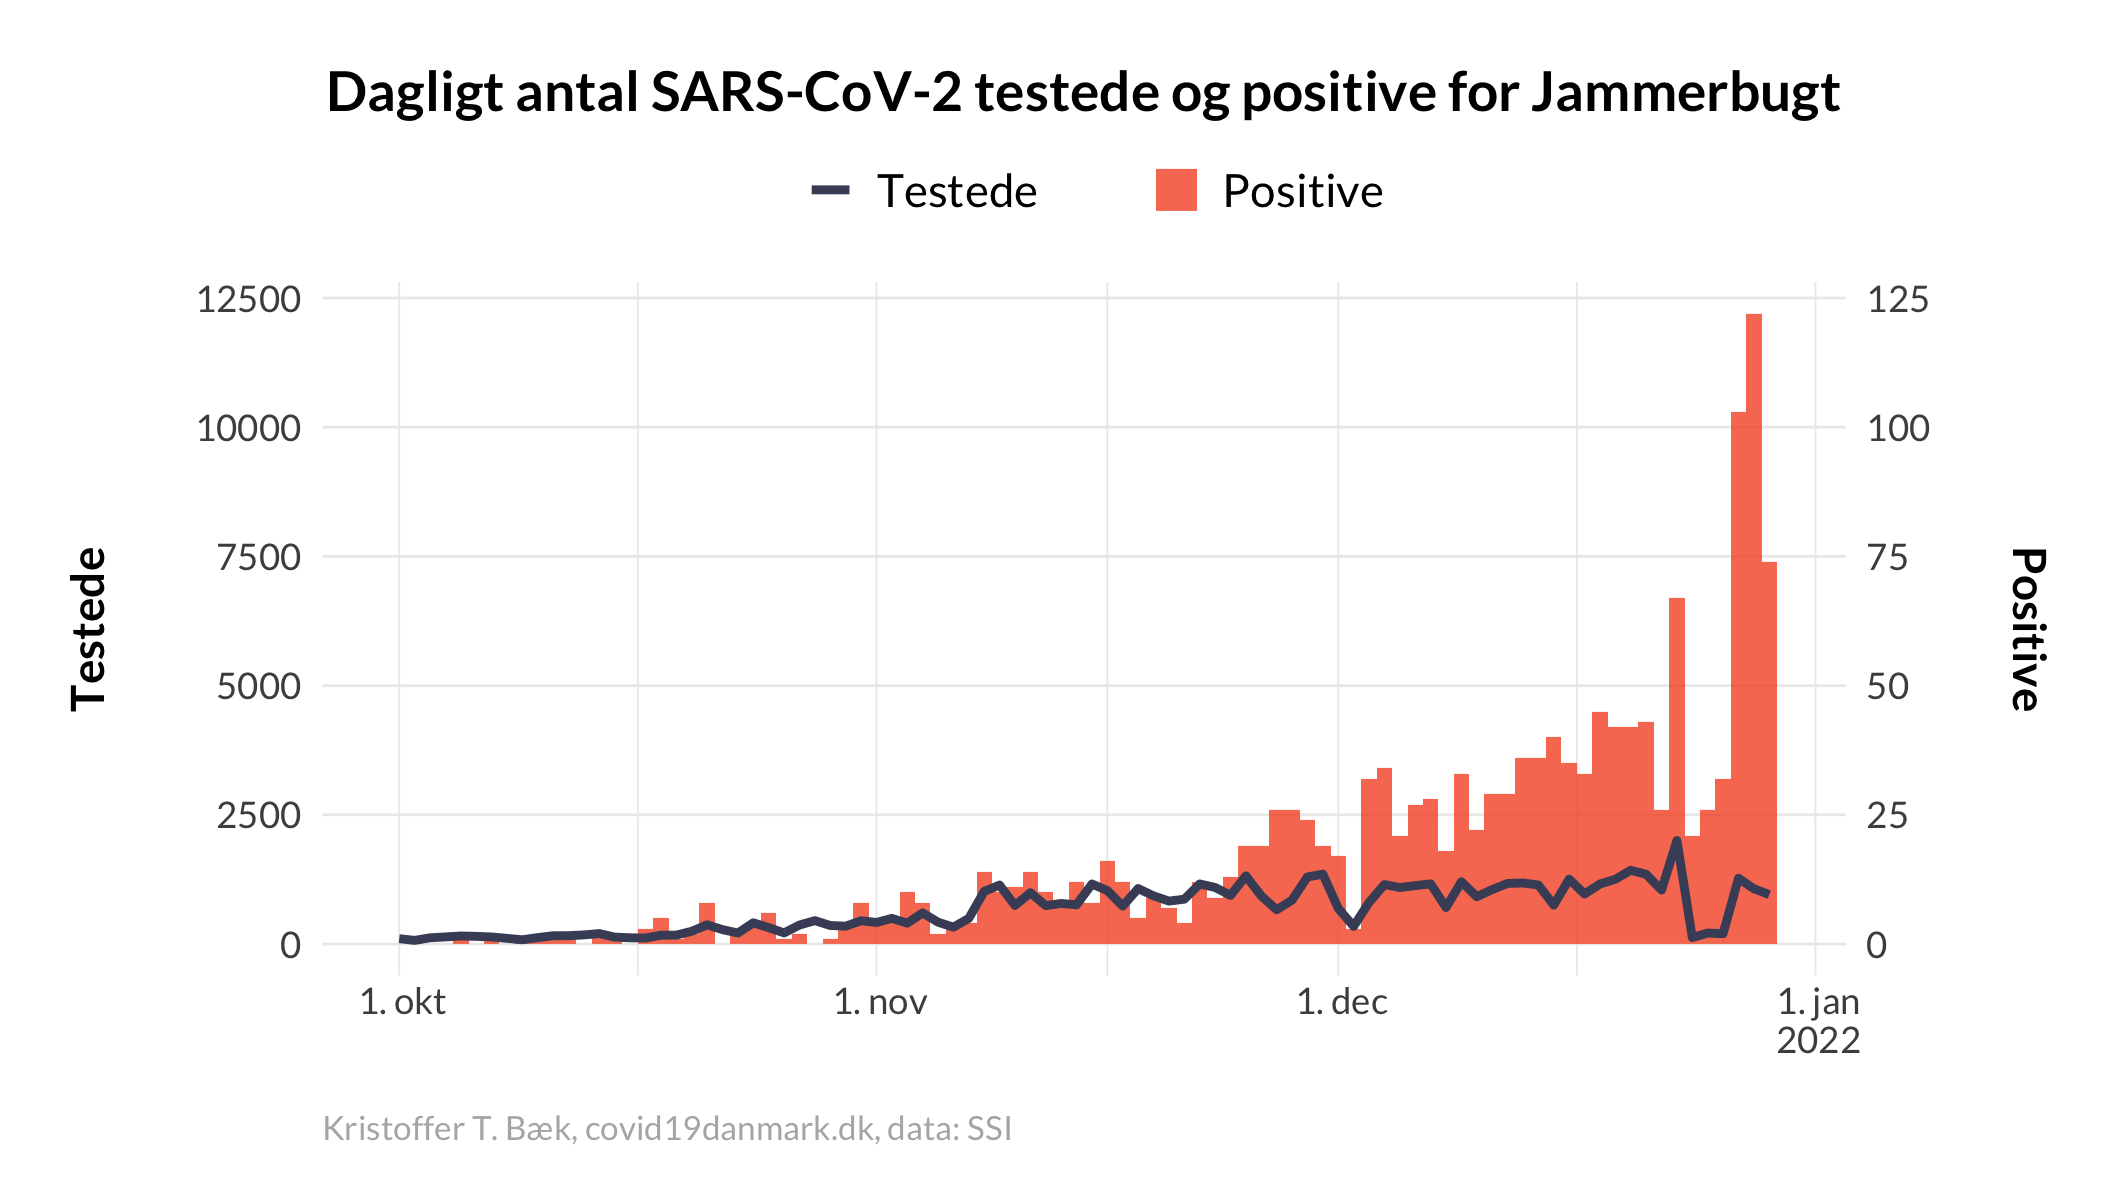 Dagligt antal SARS-CoV-2 testede og positive for Jammerbugt
Testede
Positive
12500
10000
7500
5000
2500
0
125
100
75
50
25
0
Testede
Positive
1. okt
1. nov
1. dec
1. jan
2022
Kristoffer T. Bæk, covid19danmark.dk, data: SSI